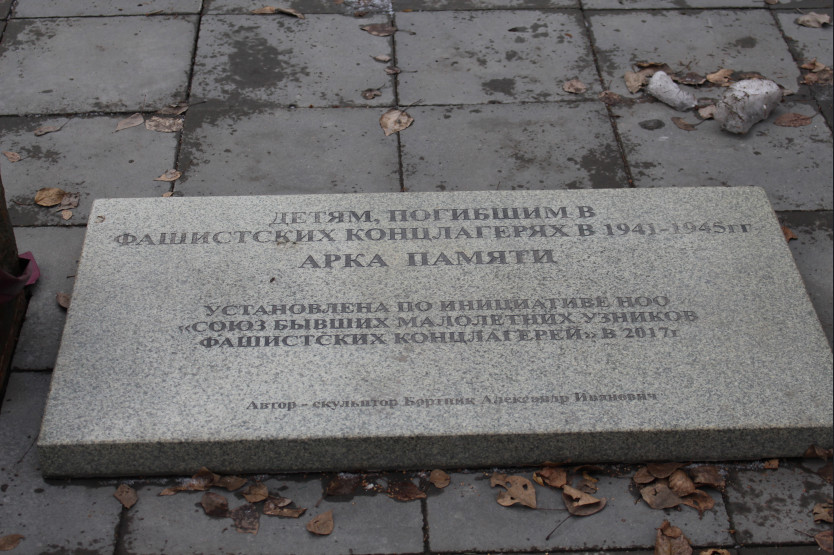 ДЕТЯМ, ПОГИБШИМ В
ФАШИСТСКИХ КОНЦЛАГЕРЯХ В 1941-1945гг.
АРКА ПАМЯТИ
УСТАНОВЛЕНА ПО ИНИЦИАТИВЕ НОО
«СОЮЗ БЫВШИХ МАЛОЛЕТНИХ УЗНИКОВ
ФАШИСТСКИХ КОНЦЛАГЕРЕЙ» В 2017г
Автор - скульптор Бортник Александр Иванович